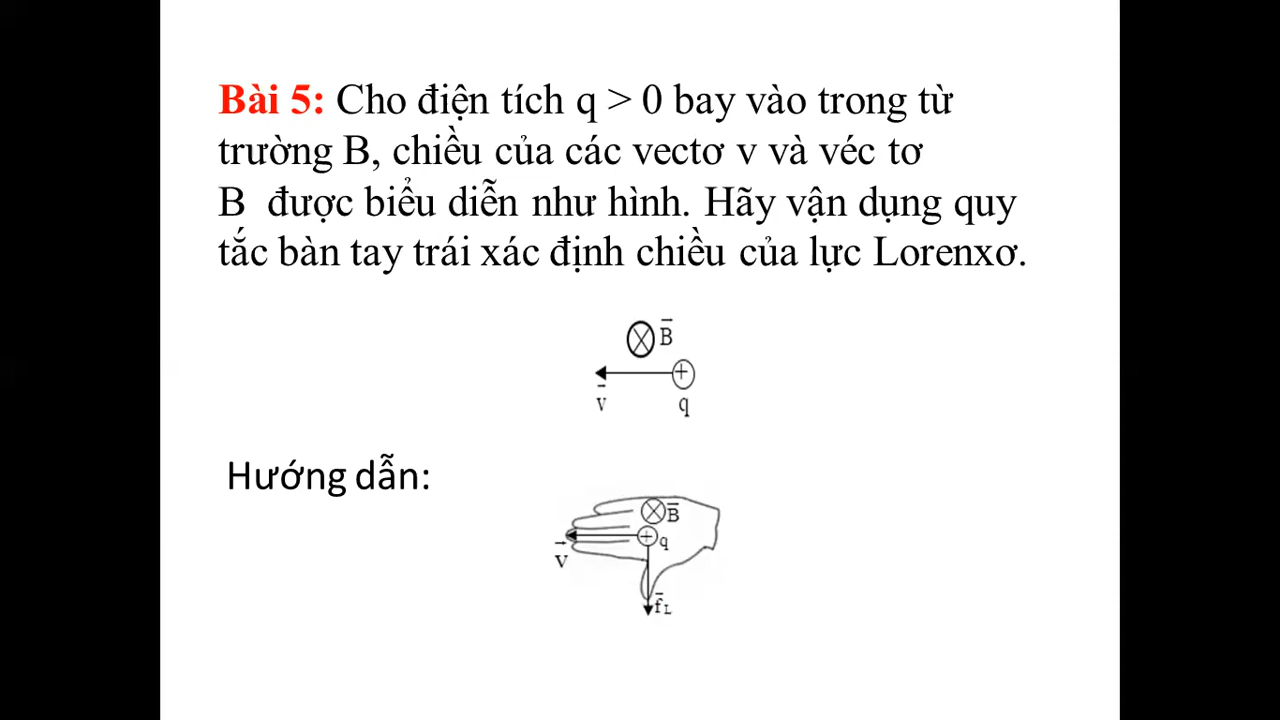 Bài 5: Cho điện tích q > 0 bay vào trong từ
trường B, chiều của các vectơ v và véc tơ
B  được biểu diễn như hình. Hãy vận dụng quy
tắc bàn tay trái xác định chiều của lực Lorenxơ.
B
+
v
q
Hướng dẫn:
B
+
q
v
f_L